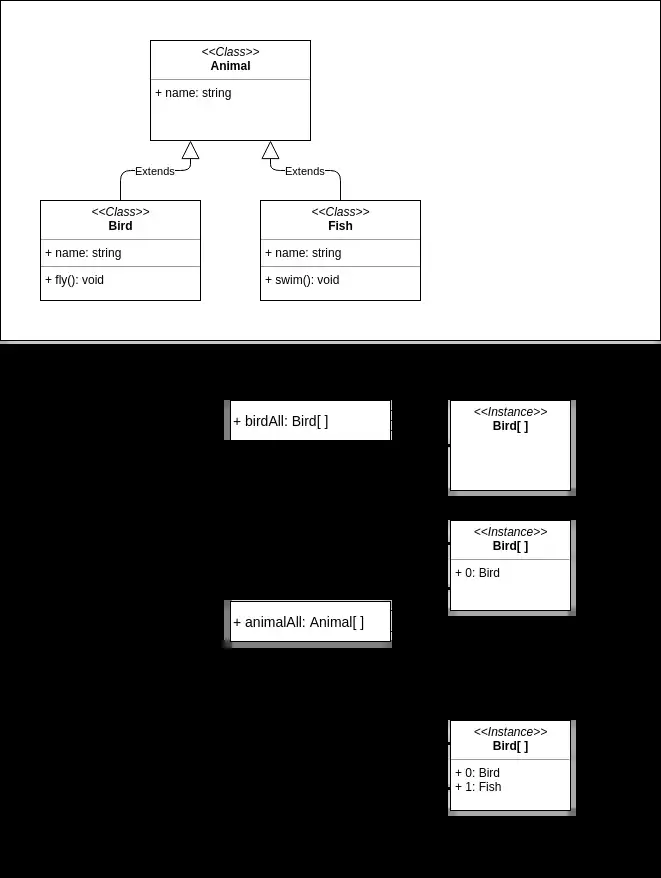 <<Class>>
Animal
+ name: string
Extends
Extends
<<Class>>
Bird
+ name: string
+ fly(): void
<<Class>>
Fish
+ name: string
+ swim(): void
+ birdAll: Bird[ ]
<<Instance>>
Bird[ ]
<<Instance>>
Bird[ ]
+ 0: Bird
+ animalAll: Animal[ ]
<<Instance>>
Bird[ ]
+ 0: Bird
+ 1: Fish